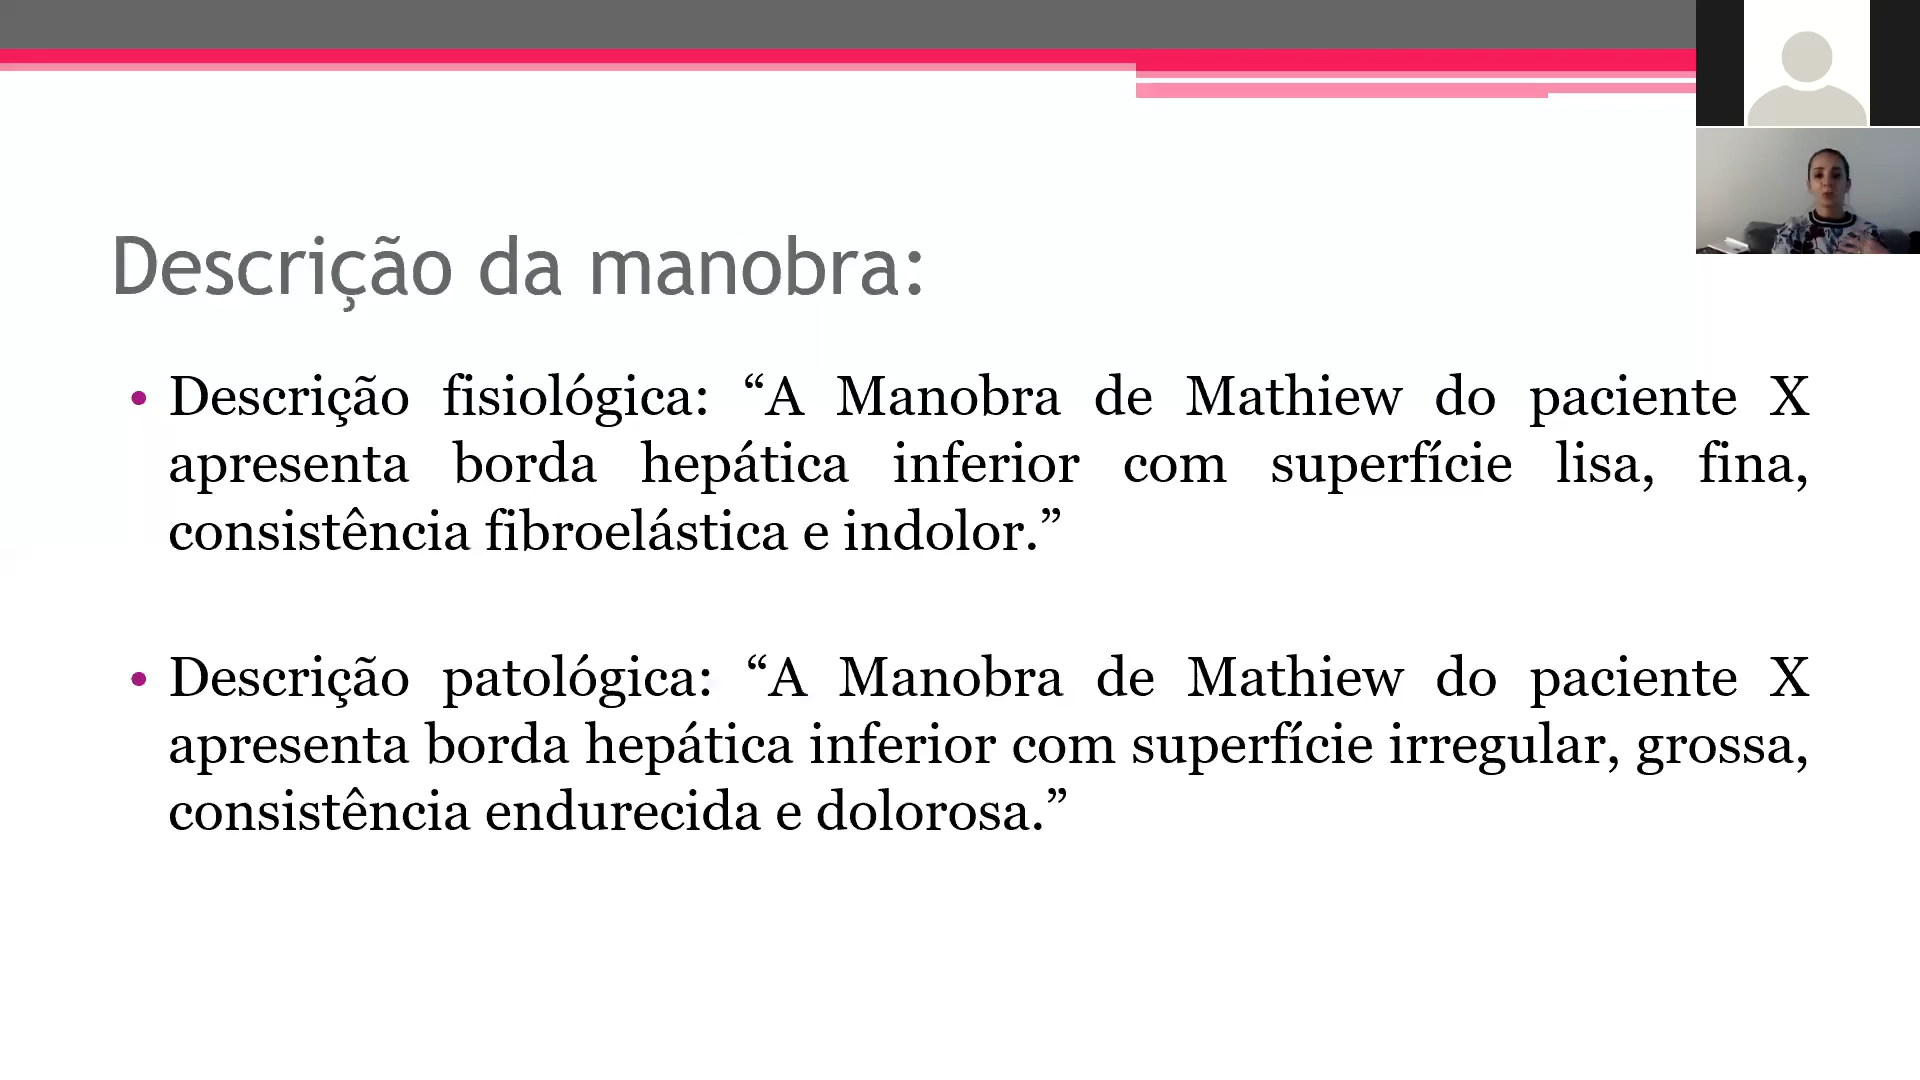 Descrição da manobra:
• Descrição fisiológica: “A Manobra de Mathiew do paciente X
apresenta borda hepática inferior com superfície lisa, fina,
consistência fibroelástica e indolor.”
• Descrição patológica: “A Manobra de Mathiew do paciente X
apresenta borda hepática inferior com superfície irregular, grossa,
consistência endurecida e dolorosa.”